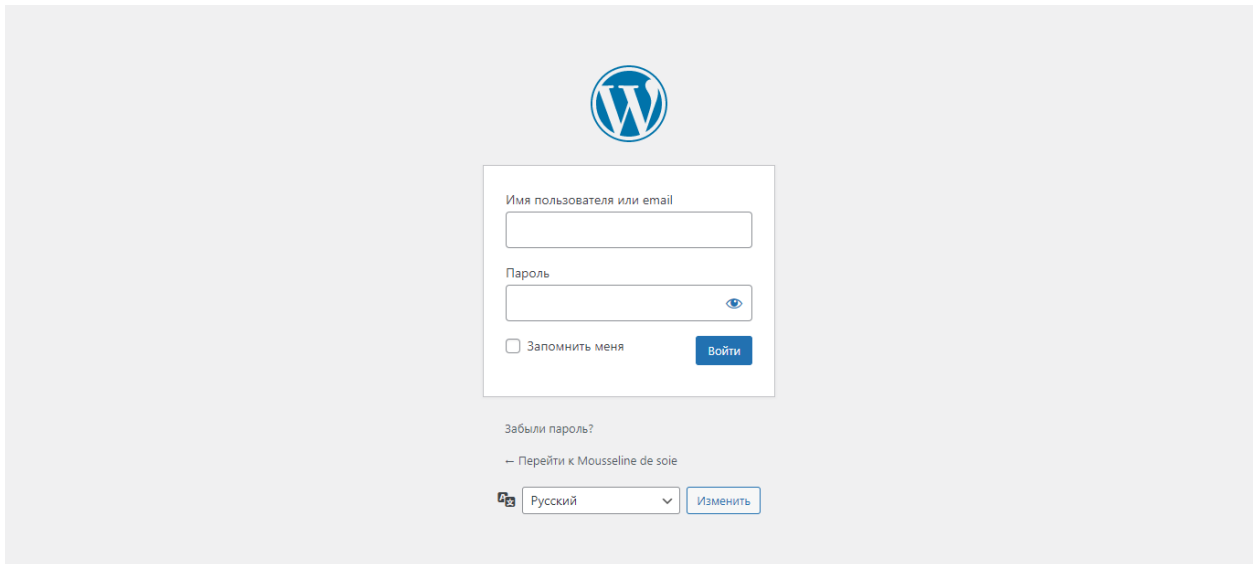 Имя пользователя или email
Пароль
Запомнить меня
Войти
Забыли пароль?
← Перейти к Mousseline de soie
Русский
Изменить